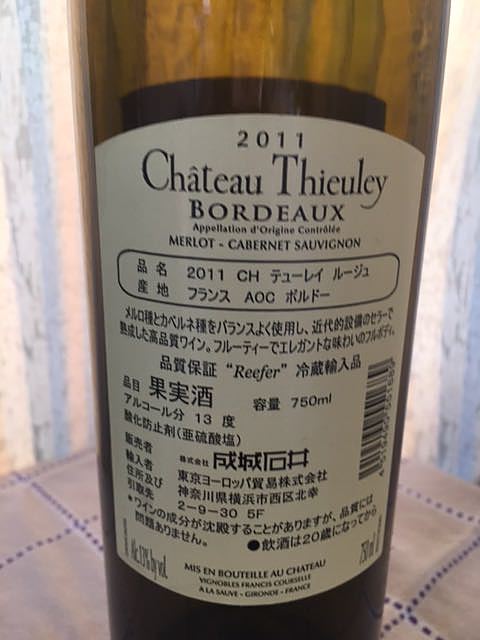 2011
Château Thieuley
BORDEAUX
Appellation d'Origine Contrôlée
MERLOT - CABERNET SAUVIGNON
品名 2011 CH テューレイ ルージュ
産地 フランス AOC ボルドー
メルロ種とカベルネ種をバランスよく使用し、近代的設備のセラーで
熟成した高品質ワイン。フルーティーでエレガントな味わいのフルボディ。
品質保証 “Reefer” 冷蔵輸入品
品目 果実酒 容量 750ml
アルコール分 13 度
酸化防止剤(亜硫酸塩)
販売者 株式会社 成城石井
輸入者 東京ヨーロッパ貿易株式会社
住所及び 神奈川県横浜市西区北幸
引取先 2-9-30 5F
*ワインの成分が沈殿することがありますが、品質には
問題ありません。 ●飲酒は20歳になってから
Alc.13% by vol.
750ml
MIS EN BOUTEILLE AU CHATEAU
VIGNOBLES FRANCIS COURSELLE
A LA SAUVE - GIRONDE - FRANCE